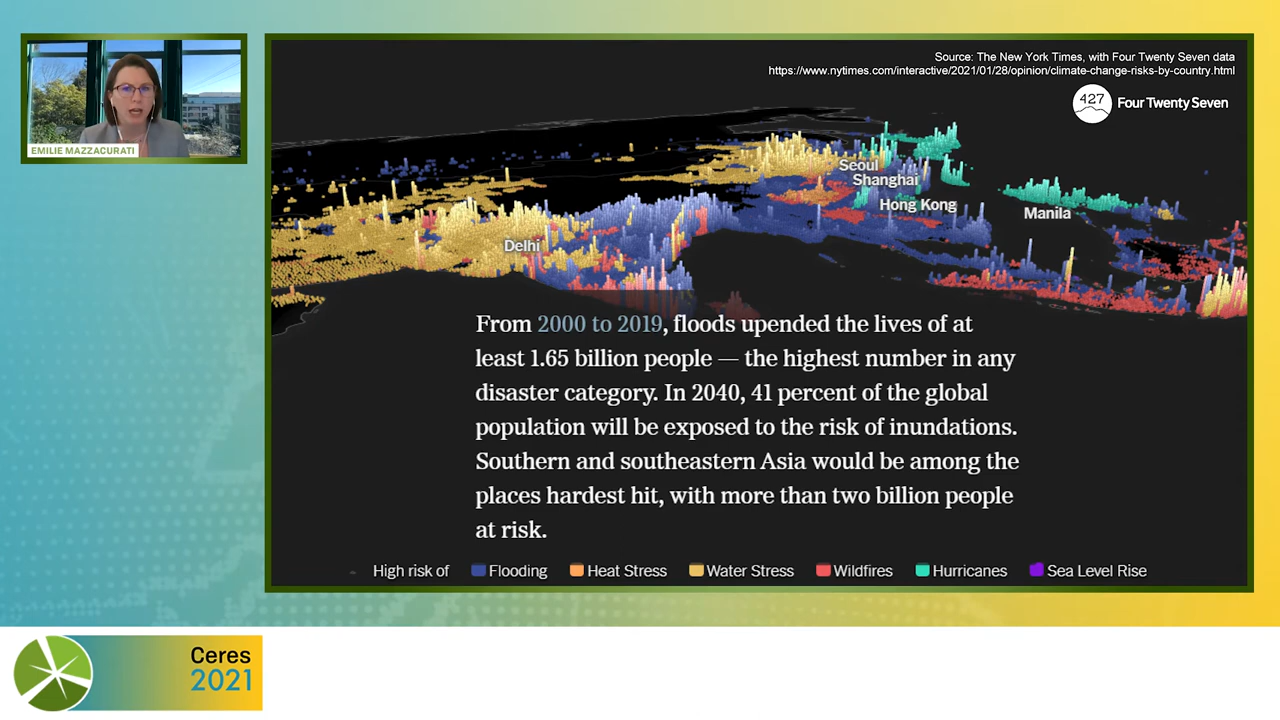 EMILIE MAZZACURATI
Source: The New York Times, with Four Twenty Seven data
https://www.nytimes.com/interactive/2021/01/28/opinion/climate-change-risks-by-country.html
427
Four Twenty Seven
Seoul
Shanghai
Hong Kong
Manila
Delhi
From 2000 to 2019, floods upended the lives of at
least 1.65 billion people — the highest number in any
disaster category. In 2040, 41 percent of the global
population will be exposed to the risk of inundations.
Southern and southeastern Asia would be among the
places hardest hit, with more than two billion people
at risk.
High risk of Flooding Heat Stress Water Stress Wildfires Hurricanes Sea Level Rise
Ceres
2021